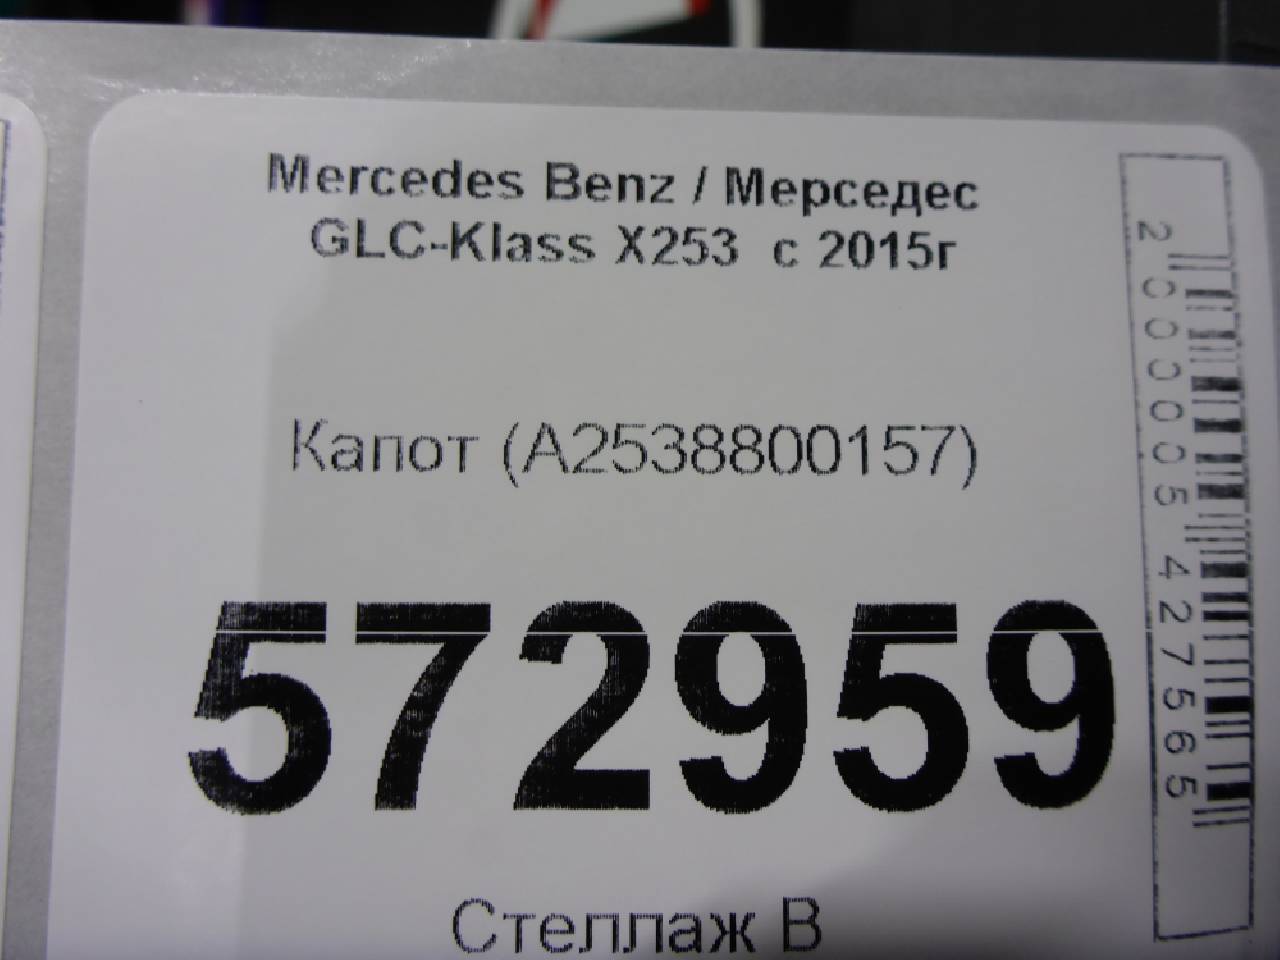 Mercedes Benz / Мерседес
GLC-Klass X253 с 2015г
Капот (A2538800157)
572959
Стеллаж В
2000005427565